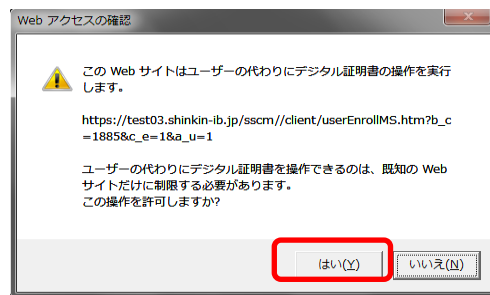 Web アクセスの確認
この Web サイトはユーザーの代わりにデジタル証明書の操作を実行
します。
https://test03.shinkin-ib.jp/sscm//client/userEnrollMS.htm?b_c
=1885&c_e=1&a_u=1
ユーザーの代わりにデジタル証明書を操作できるのは、既知の Web
サイトだけに制限する必要があります。
この操作を許可しますか?
はい(Y) いいえ(N)